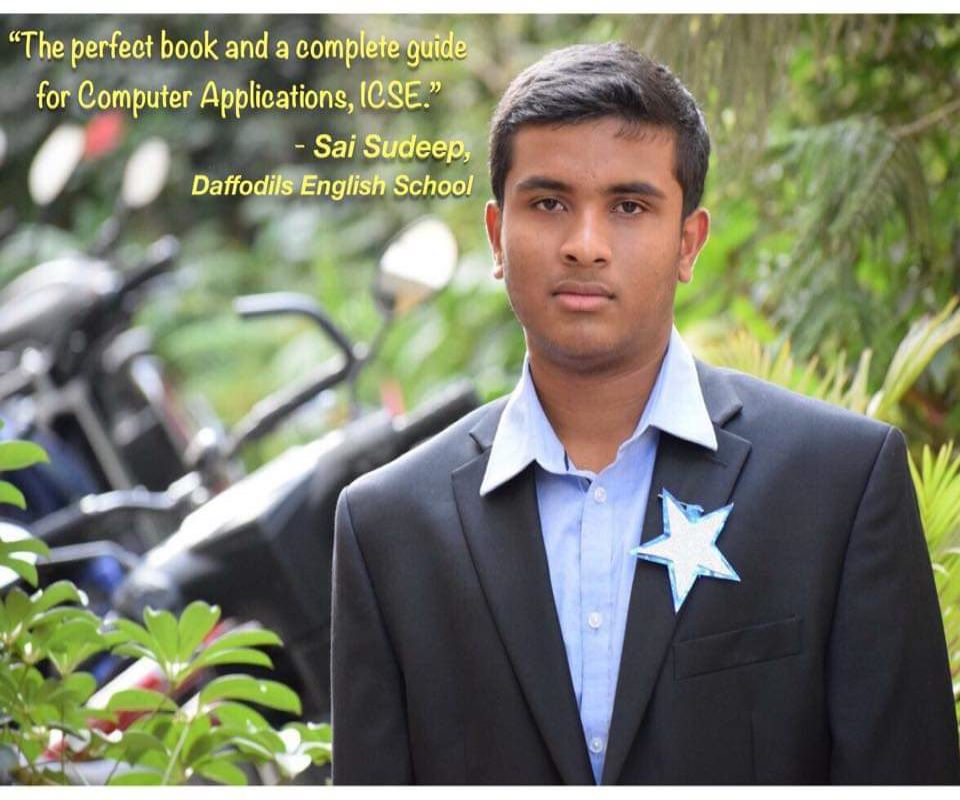 “The perfect book and a complete guide
for Computer Applications, ICSE.”
- Sai Sudeep,
Daffodils English School